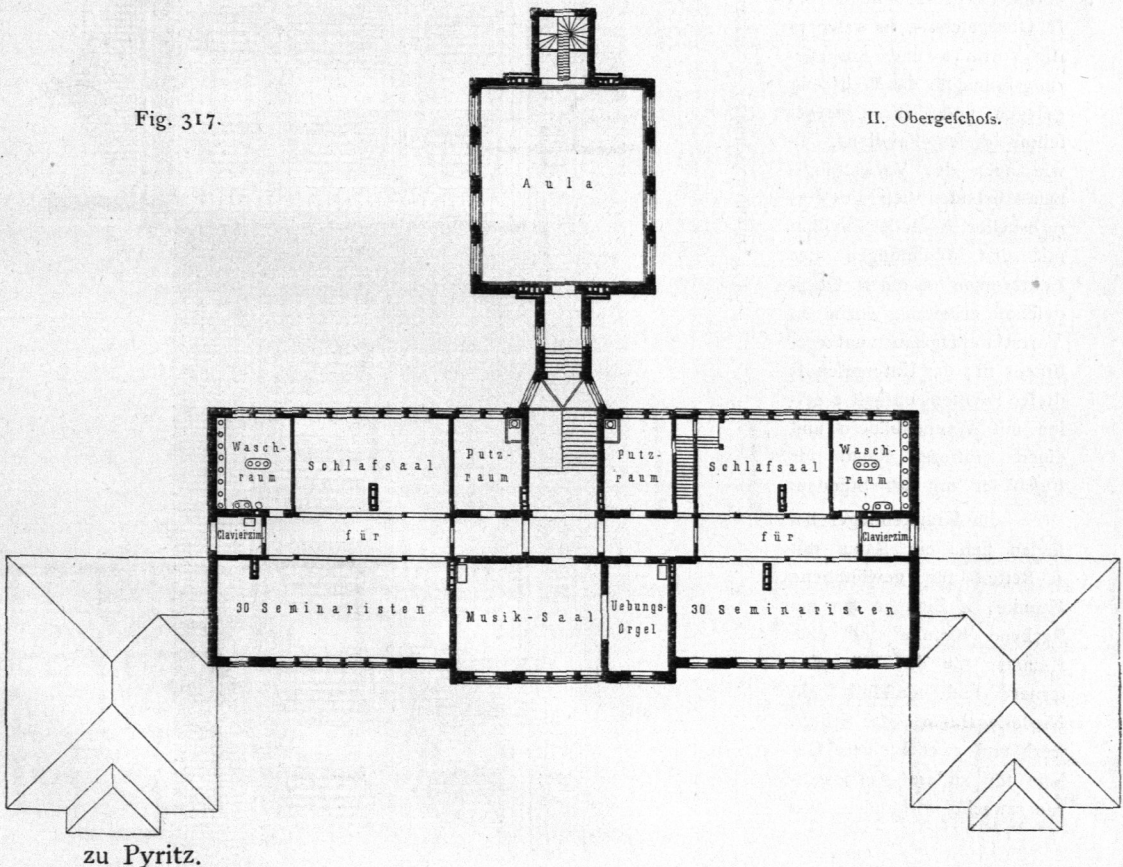 Fig. 317.
II. Obergeſchoſs.
Aula
Waſch-
raum
Schlafſaal
Putz-
raum
Putz-
raum
Schlafſaal
Waſch-
raum
Clavierzim.
für
für
Clavierzim.
30 Seminariſten
Muſik-Saal
Uebungs-
Orgel
30 Seminariſten
zu Pyritz.